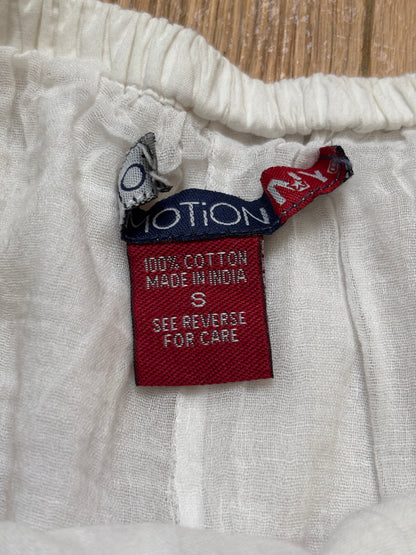 MOTiON
100% COTTON
MADE IN INDIA
S
SEE REVERSE
FOR CARE